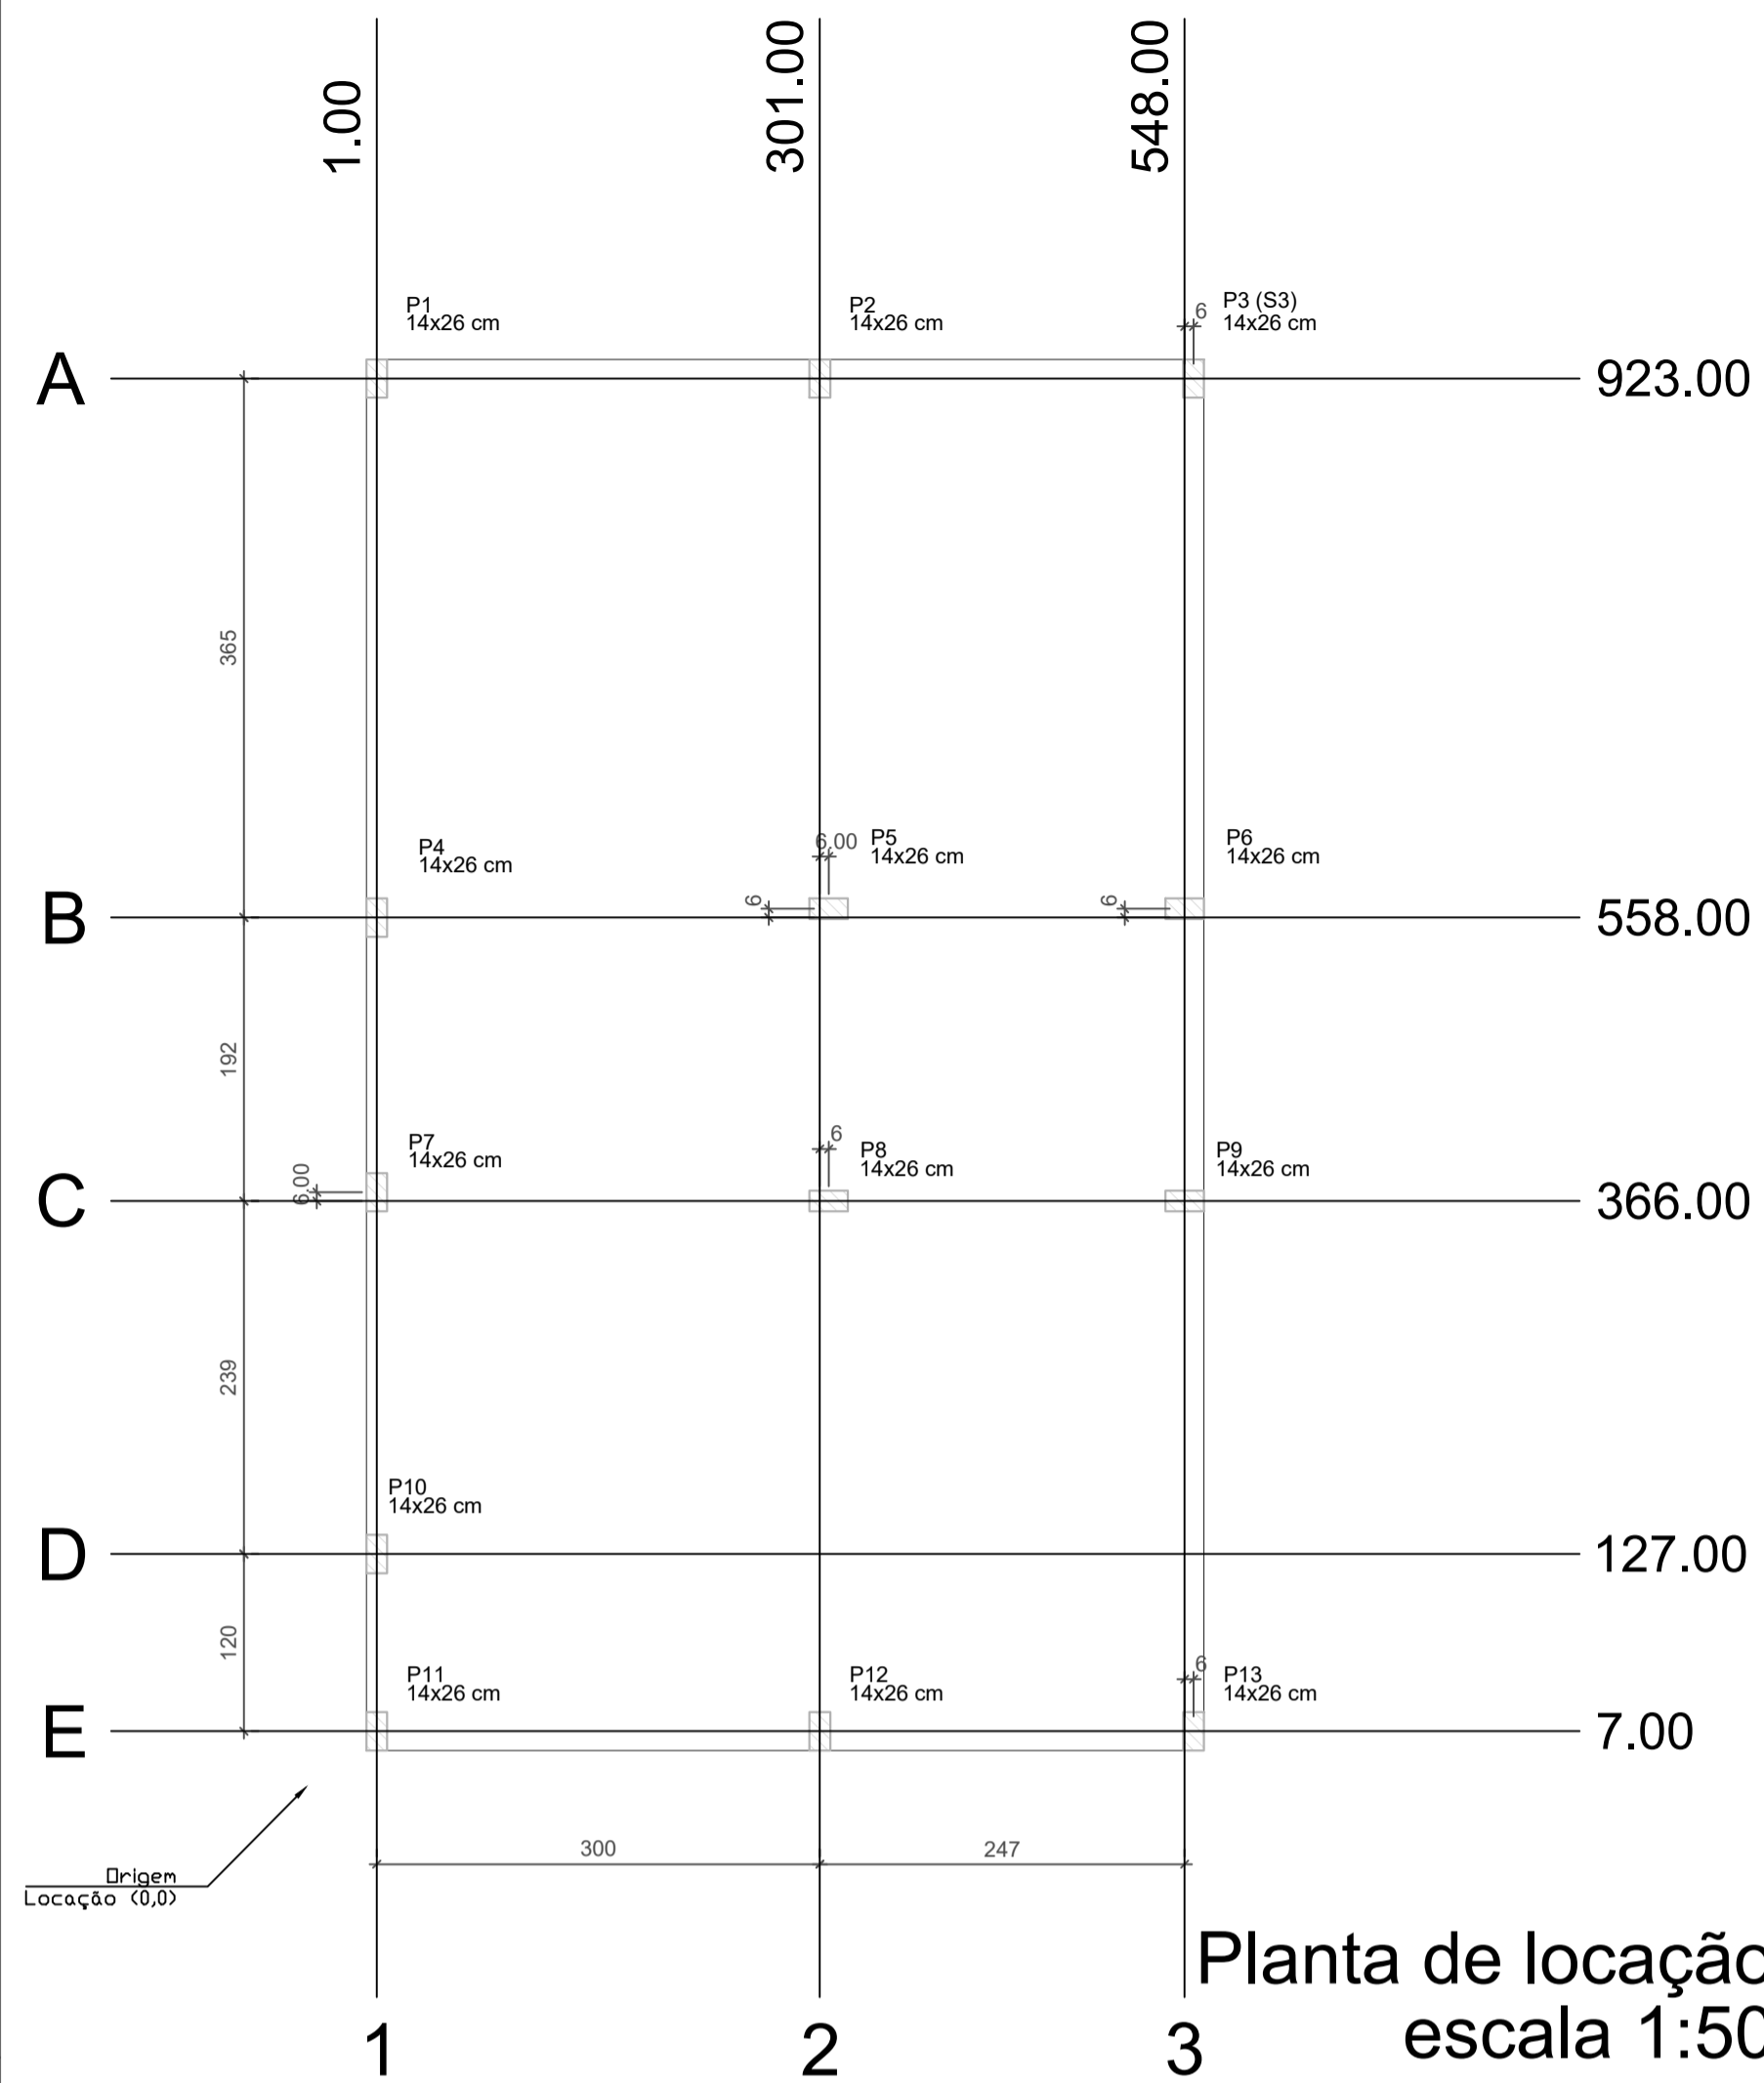 1.00
301.00
548.00
P1
14x26 cm
P2
14x26 cm
6
P3 (S3)
14x26 cm
A
923.00
365
P4
14x26 cm
6.00
P5
14x26 cm
P6
14x26 cm
6
6
B
558.00
192
P7
14x26 cm
6
P8
14x26 cm
P9
14x26 cm
6.00
C
366.00
239
P10
14x26 cm
D
127.00
120
P11
14x26 cm
P12
14x26 cm
6
P13
14x26 cm
E
7.00
300
247
Origem
Locação (0,0)
Planta de locação
escala 1:50
1
2
3